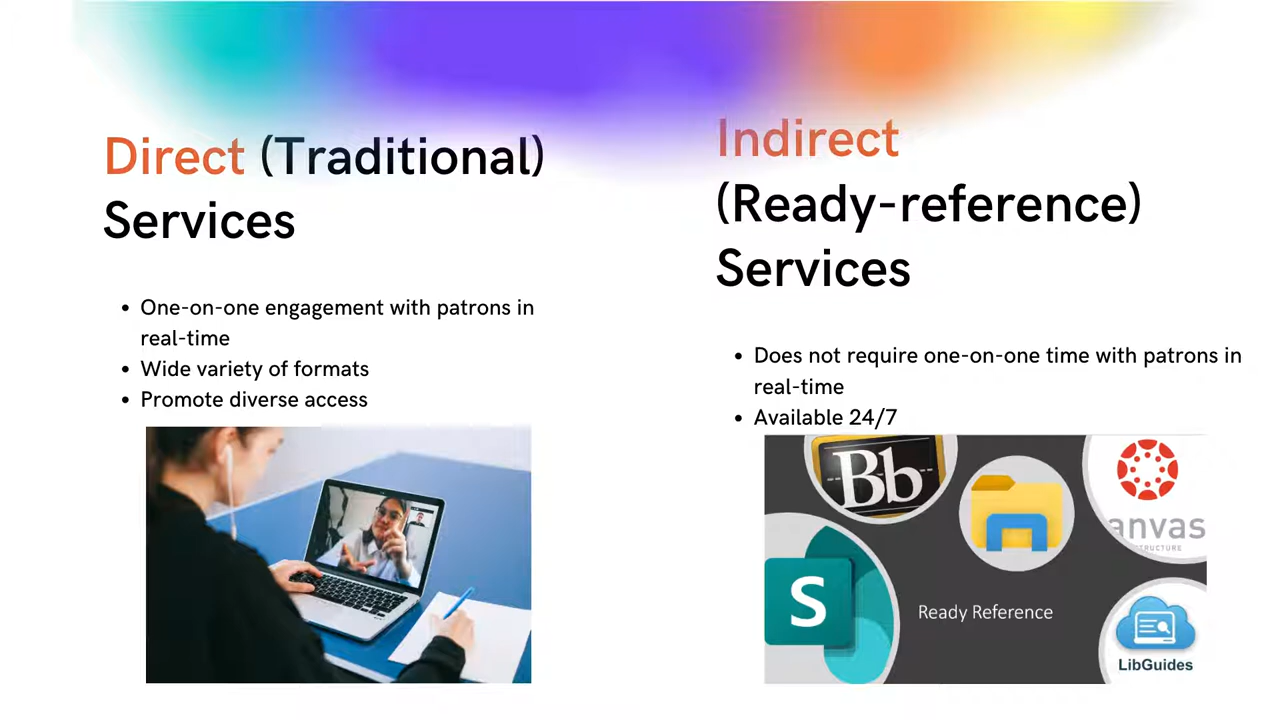 Direct (Traditional)
Services
• One-on-one engagement with patrons in
real-time
• Wide variety of formats
• Promote diverse access
Indirect
(Ready-reference)
Services
• Does not require one-on-one time with patrons in
real-time
• Available 24/7
Bb
anvas
STRUCTURE
S
Ready Reference
LibGuides